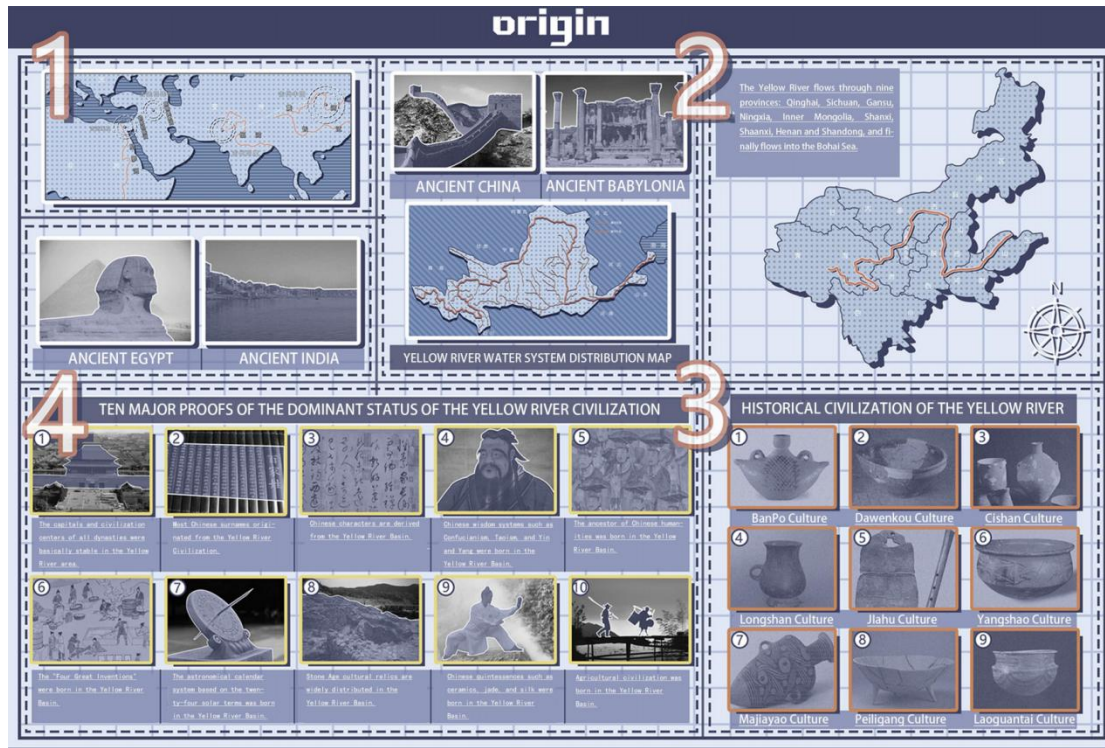 origin
1
ANCIENT CHINA
ANCIENT BABYLONIA
ANCIENT EGYPT
ANCIENT INDIA
YELLOW RIVER WATER SYSTEM DISTRIBUTION MAP
2
The Yellow River flows through nine
provinces: Qinghai, Sichuan, Gansu,
Ningxia, Inner Mongolia, Shanxi,
Shaanxi, Henan and Shandong, and fi-
nally flows into the Bohai Sea.
N
3
HISTORICAL CIVILIZATION OF THE YELLOW RIVER
1
BanPo Culture
2
Dawenkou Culture
3
Cishan Culture
4
Longshan Culture
5
JIahu Culture
6
Yangshao Culture
7
Majiayao Culture
8
Peiligang Culture
9
Laoguantai Culture
4
TEN MAJOR PROOFS OF THE DOMINANT STATUS OF THE YELLOW RIVER CIVILIZATION
1
The capitals and civilization
centers of all dynasties were
basically stable in the Yellow
River area.
2
Most Chinese surnames origi-
nated from the Yellow River
Civilization.
3
Chinese characters are derived
from the Yellow River Basin.
4
Chinese wisdom systems such as
Confucianism, Taoism, and Yin
and Yang were born in the
Yellow River Basin.
5
The ancestor of Chinese human-
ities was born in the Yellow
River Basin.
6
The "Four Great Inventions"
were born in the Yellow River
Basin.
7
The astronomical calendar
system based on the twen-
ty-four solar terms was born
in the Yellow River Basin.
8
Stone Age cultural relics are
widely distributed in the
Yellow River Basin.
9
Chinese quintessences such as
ceramics, jade, and silk were
born in the Yellow River
Basin.
10
Agricultural civilization was
born in the Yellow River
Basin.